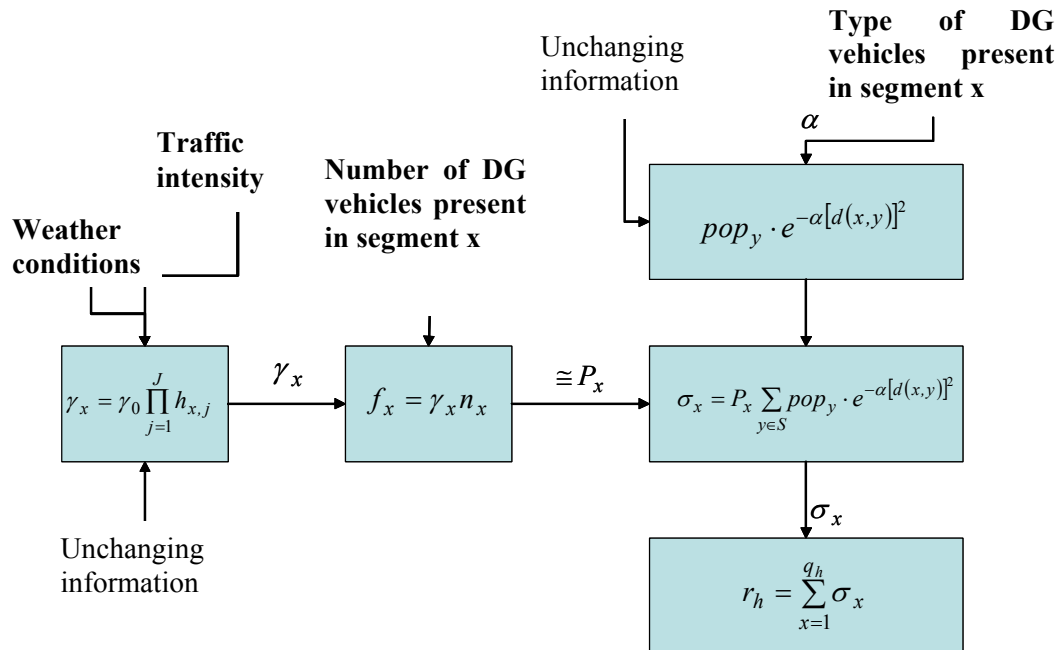 Type of DG
vehicles present
in segment x
Unchanging
information
α
Traffic
intensity
Number of DG
vehicles present
in segment x
Weather
conditions
pop_y · e^{-α[d(x,y)]^2}
γ_x = γ_0 ∏_{j=1}^{J} h_{x,j}
γ_x
f_x = γ_x n_x
≅ P_x
σ_x = P_x ∑_{y∈S} pop_y · e^{-α[d(x,y)]^2}
σ_x
Unchanging
information
r_h = ∑_{x=1}^{q_h} σ_x